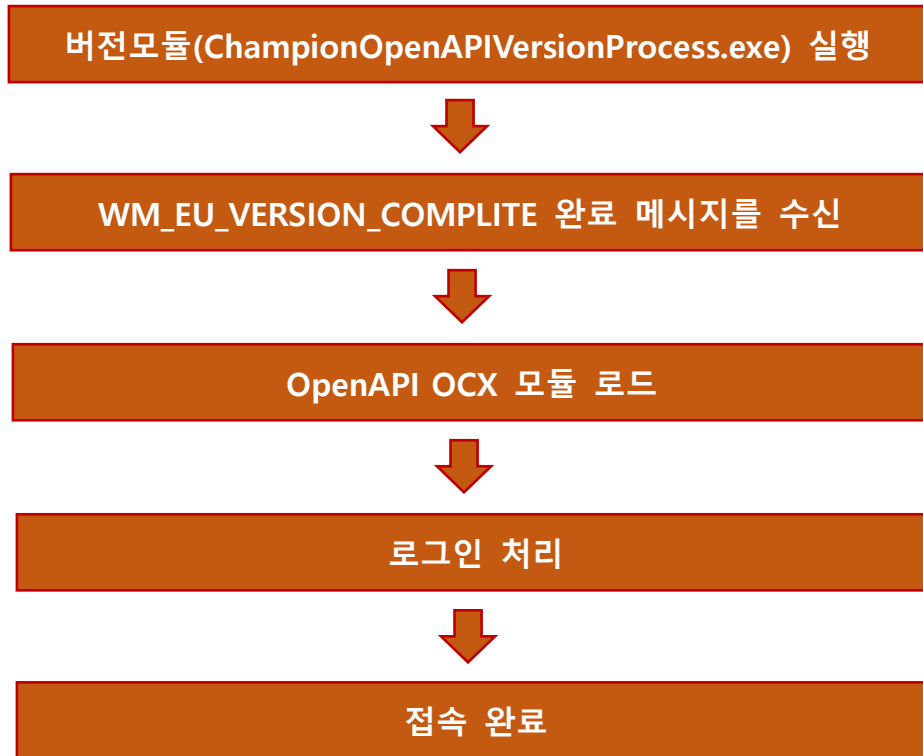 버전모듈(ChampionOpenAPIVersionProcess.exe) 실행
WM_EU_VERSION_COMPLITE 완료 메시지를 수신
OpenAPI OCX 모듈 로드
로그인 처리
접속 완료